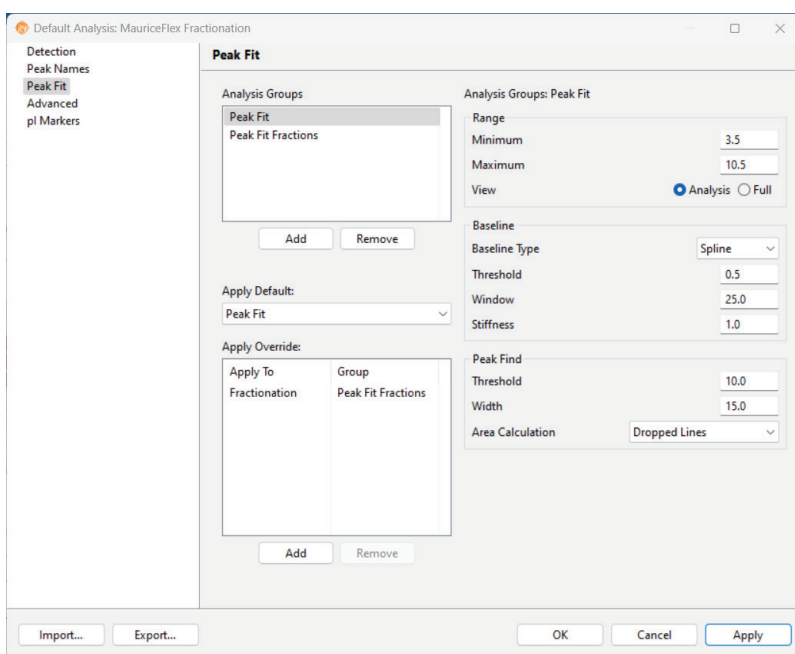 Default Analysis: MauriceFlex Fractionation
Detection
Peak Names
Peak Fit
Advanced
pI Markers
Peak Fit
Analysis Groups
Peak Fit
Peak Fit Fractions
Add Remove
Apply Default:
Peak Fit
Apply Override:
Apply To Group
Fractionation Peak Fit Fractions
Add Remove
Analysis Groups: Peak Fit
Range
Minimum 3.5
Maximum 10.5
View Analysis Full
Baseline
Baseline Type Spline
Threshold 0.5
Window 25.0
Stiffness 1.0
Peak Find
Threshold 10.0
Width 15.0
Area Calculation Dropped Lines
Import... Export... OK Cancel Apply